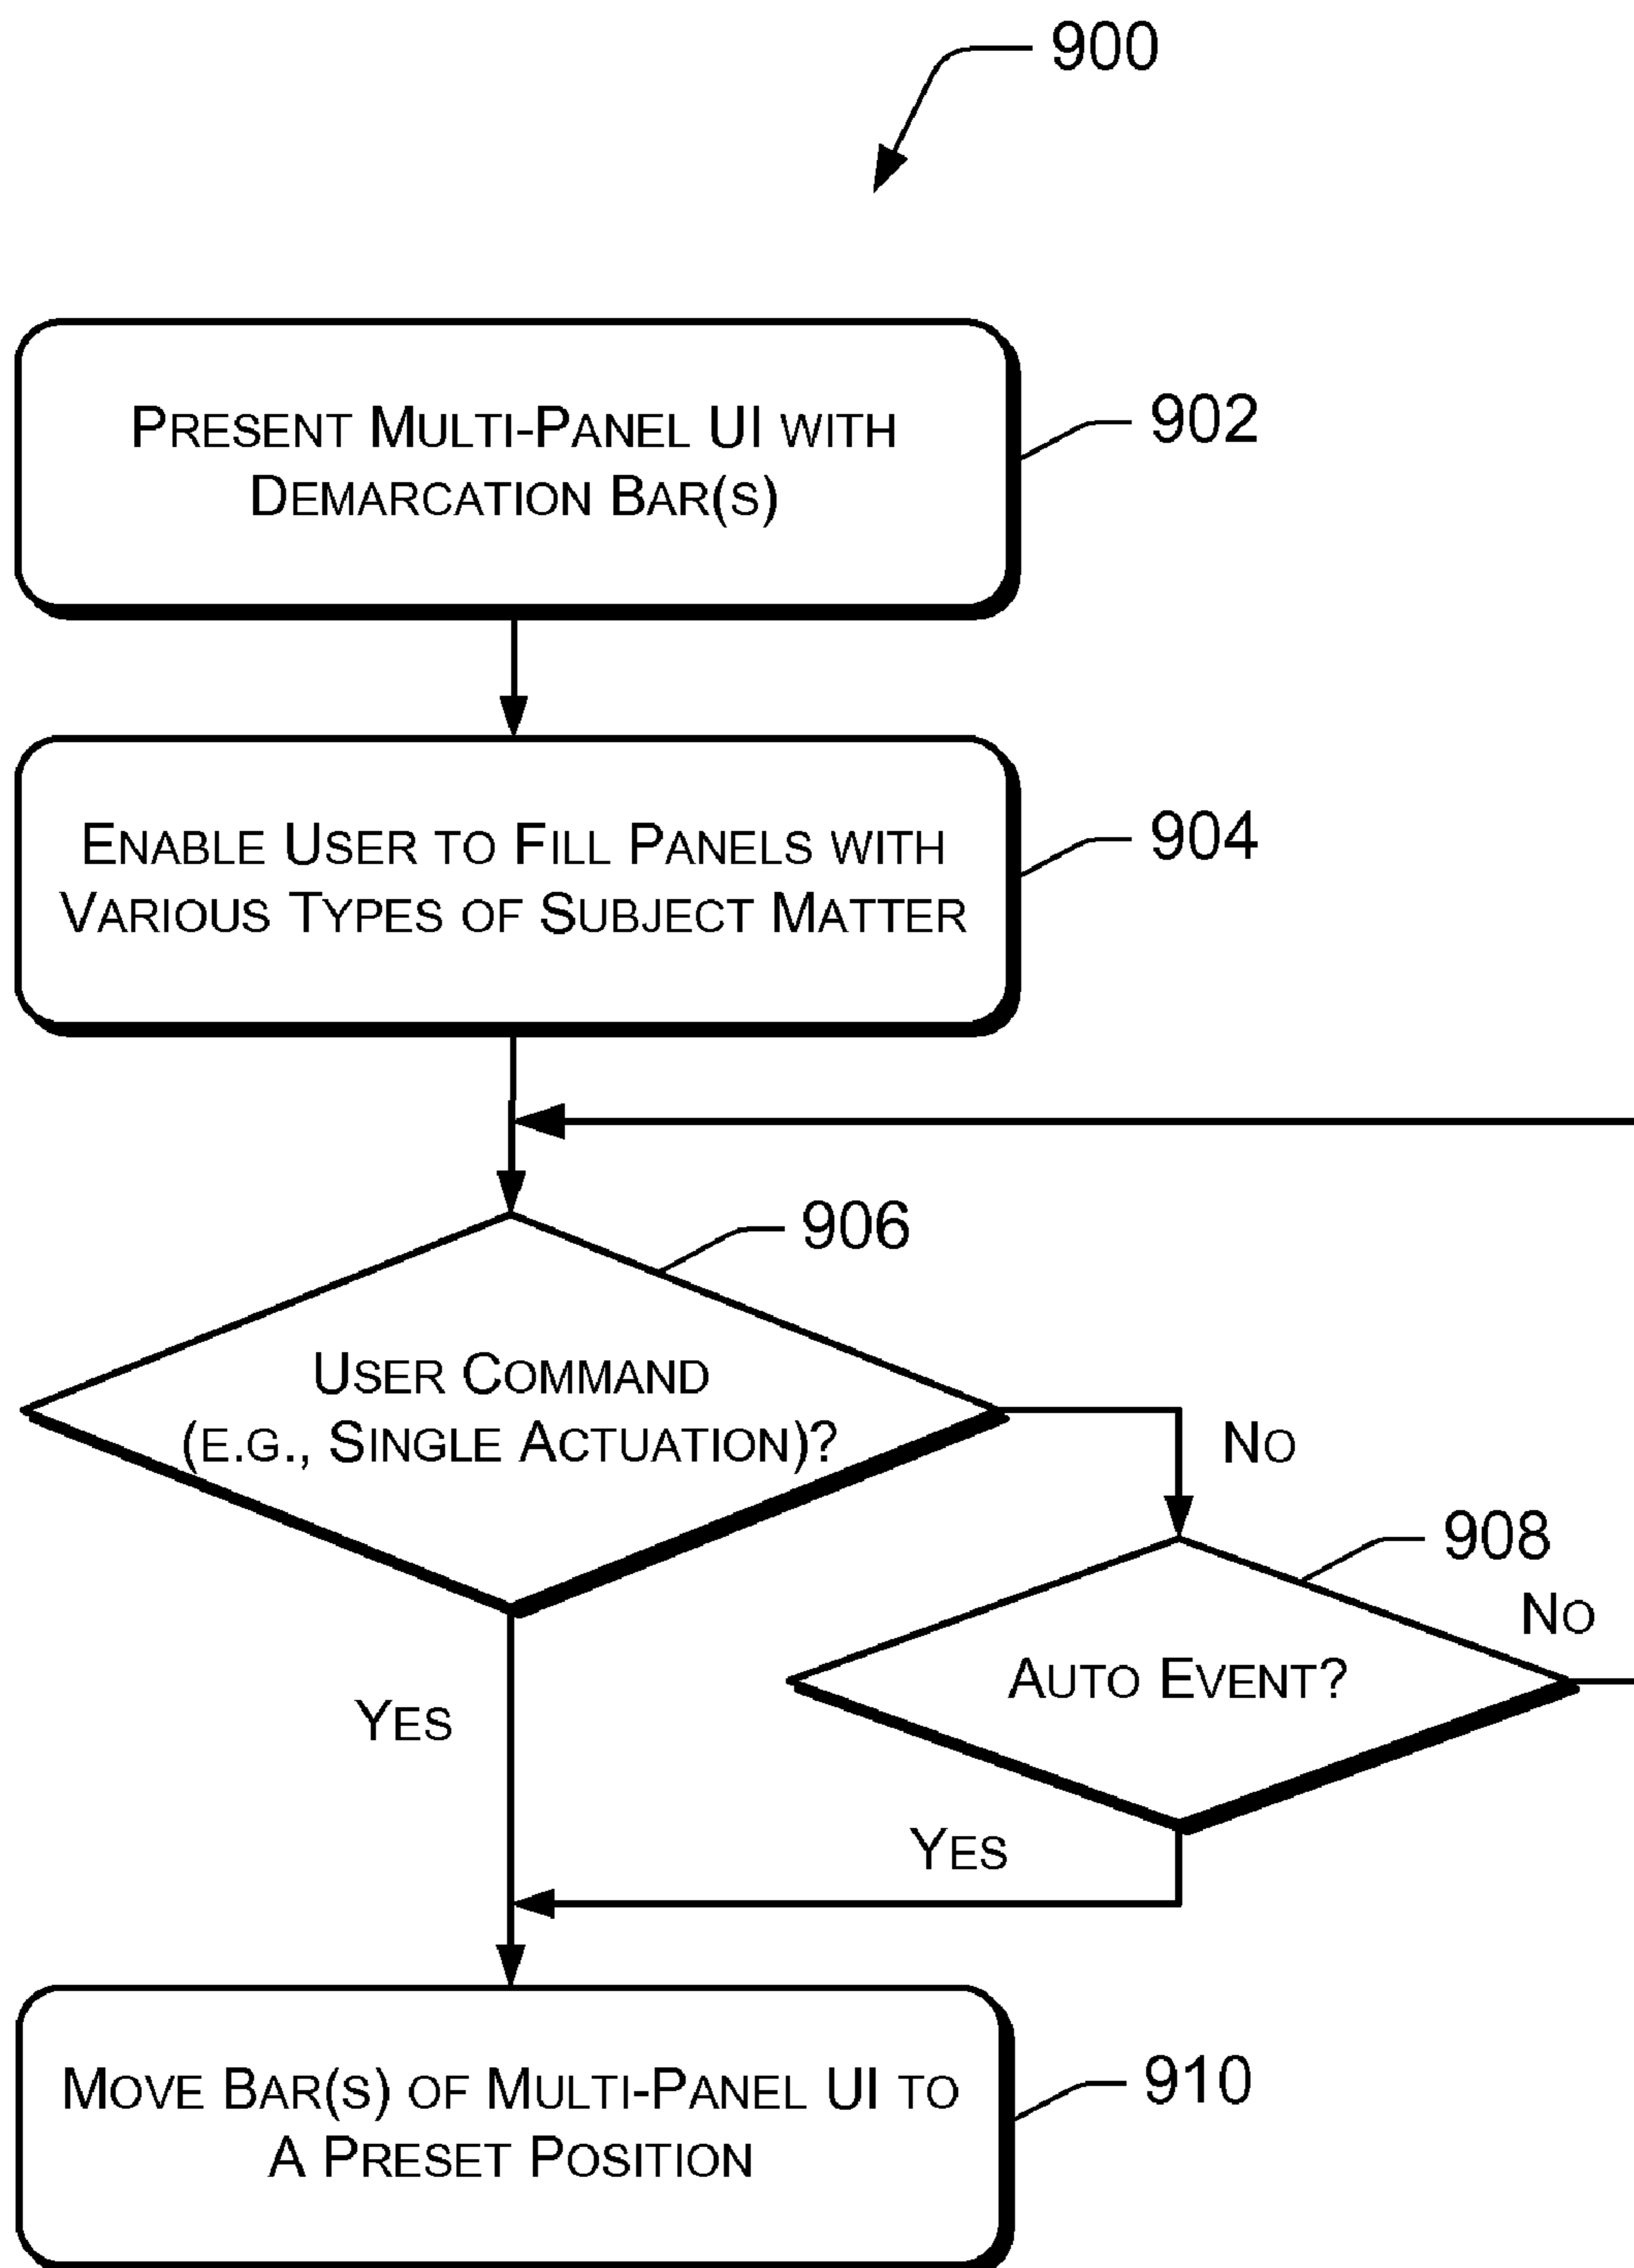 900
PRESENT MULTI-PANEL UI WITH
DEMARCATION BAR(S)
902
ENABLE USER TO FILL PANELS WITH
VARIOUS TYPES OF SUBJECT MATTER
904
906
USER COMMAND
(E.G., SINGLE ACTUATION)?
NO
908
NO
AUTO EVENT?
YES
YES
MOVE BAR(S) OF MULTI-PANEL UI TO
A PRESET POSITION
910